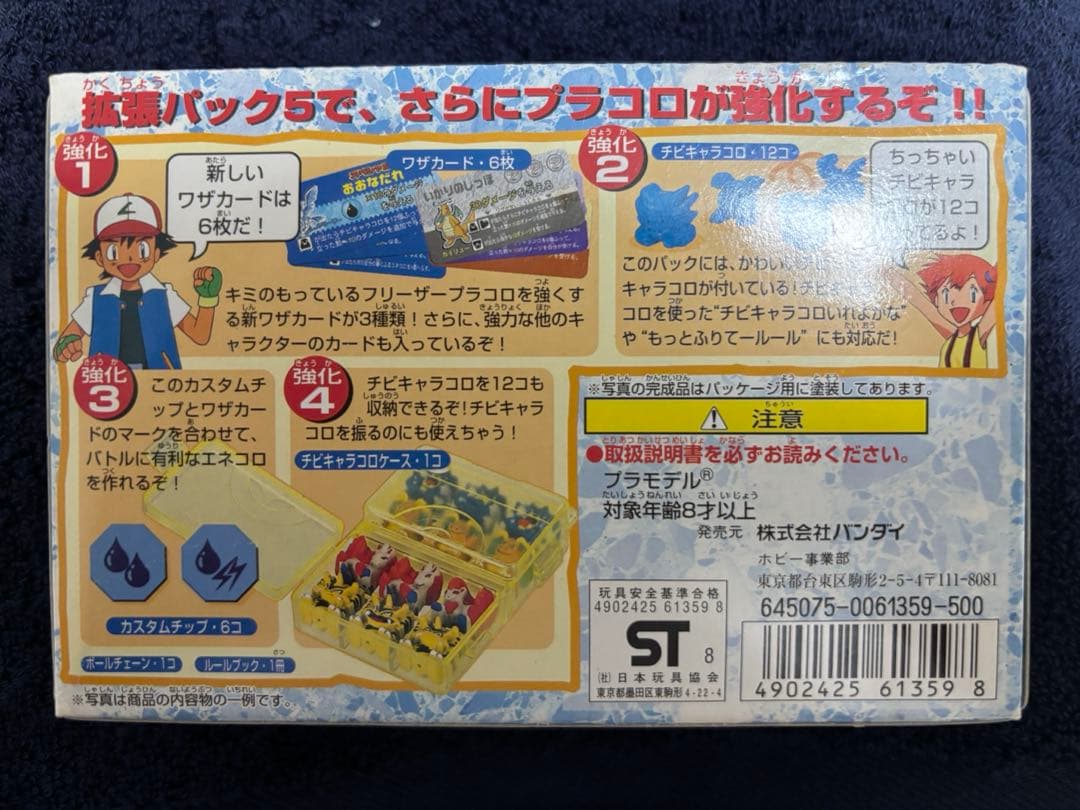 拡張パック5で、さらにプラコロが強化するぞ!!
強化1
新しい
ワザカードは
6枚だ!
ワザカード・6枚
おおなだれ
いかりのしっぽ
カイリュー
キミのもっているフリーザープラコロを強くす
る新ワザカードが3種類!さらに、強力な他のキ
ャラクターのカードも入っているぞ!
強化2
チビキャラコロ・12コ
ちっちゃい
チビキャラ
コロが12コ
てるよ!
このパックには、かわい
キャラコロが付いている!チビキャラ
コロを使った"チビキャラコロいれよかな"
や"もっとふりてールール"にも対応だ!
強化3
このカスタムチ
ップとワザカー
ドのマークを合わせて、
バトルに有利なエネコロ
を作れるぞ!
カスタムチップ・6コ
強化4
チビキャラコロを12コも
収納できるぞ!チビキャラ
コロを振るのにも使えちゃう!
チビキャラコロケース・1コ
ボールチェーン・1コ
ルールブック・1冊
※写真は商品の内容物の一例です。
※写真の完成品はパッケージ用に塗装してあります。
注意
●取扱説明書を必ずお読みください。
プラモデル®
対象年齢8才以上
発売元 株式会社バンダイ
ホビー事業部
東京都台東区駒形2-5-4〒111-8081
645075-0061359-500
玩具安全基準合格
4902425 61359 8
ST 8
(社)日本玩具協会
東京都墨田区東駒形4-22-4
4902425 61359 8